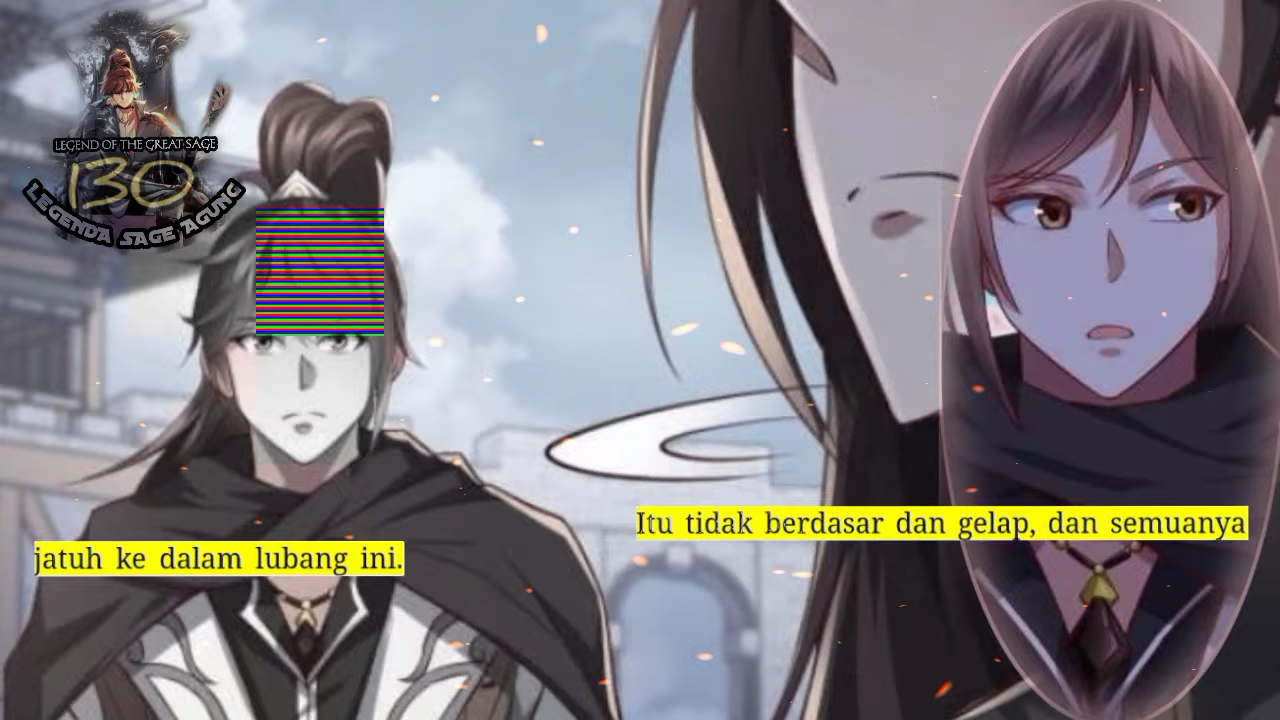 LEGEND OF THE GREAT SAGE
130
LEGENDA SAGE AGUNG
Itu tidak berdasar dan gelap, dan semuanya
jatuh ke dalam lubang ini.